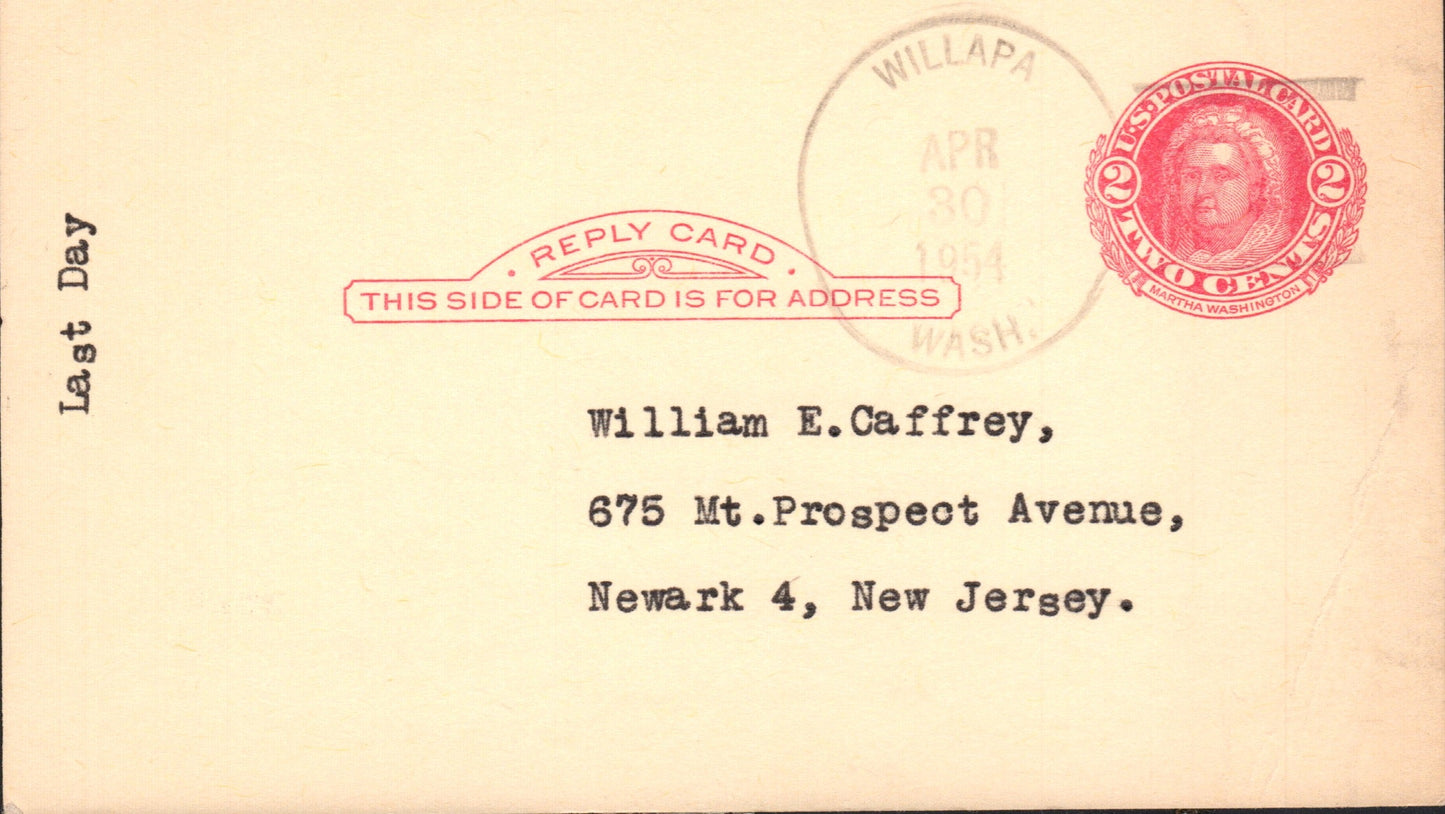 WILLAPA
APR
30
1954
WASH.
U.S. POSTAL CARD
2 2
TWO CENTS
MARTHA WASHINGTON
· REPLY CARD ·
THIS SIDE OF CARD IS FOR ADDRESS
Last Day
William E.Caffrey,
675 Mt.Prospect Avenue,
Newark 4, New Jersey.